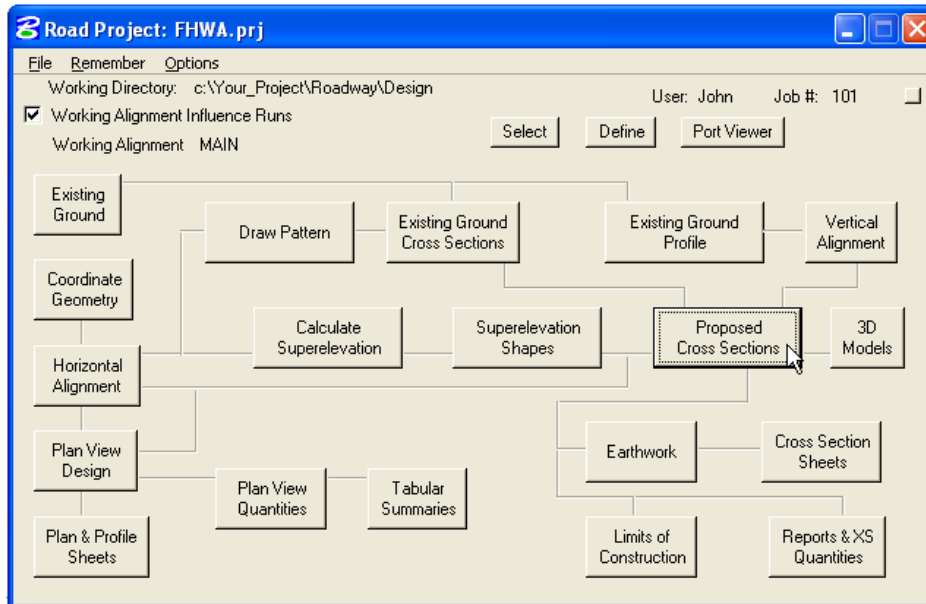 Road Project: FHWA.prj
File Remember Options
Working Directory: c:\Your_Project\Roadway\Design
User: John Job #: 101
Working Alignment Influence Runs
Select Define Port Viewer
Working Alignment MAIN
Existing
Ground
Draw Pattern
Existing Ground
Cross Sections
Existing Ground
Profile
Vertical
Alignment
Coordinate
Geometry
Calculate
Superelevation
Superelevation
Shapes
Proposed
Cross Sections
3D
Models
Horizontal
Alignment
Plan View
Design
Earthwork
Cross Section
Sheets
Plan View
Quantities
Tabular
Summaries
Plan & Profile
Sheets
Limits of
Construction
Reports & XS
Quantities